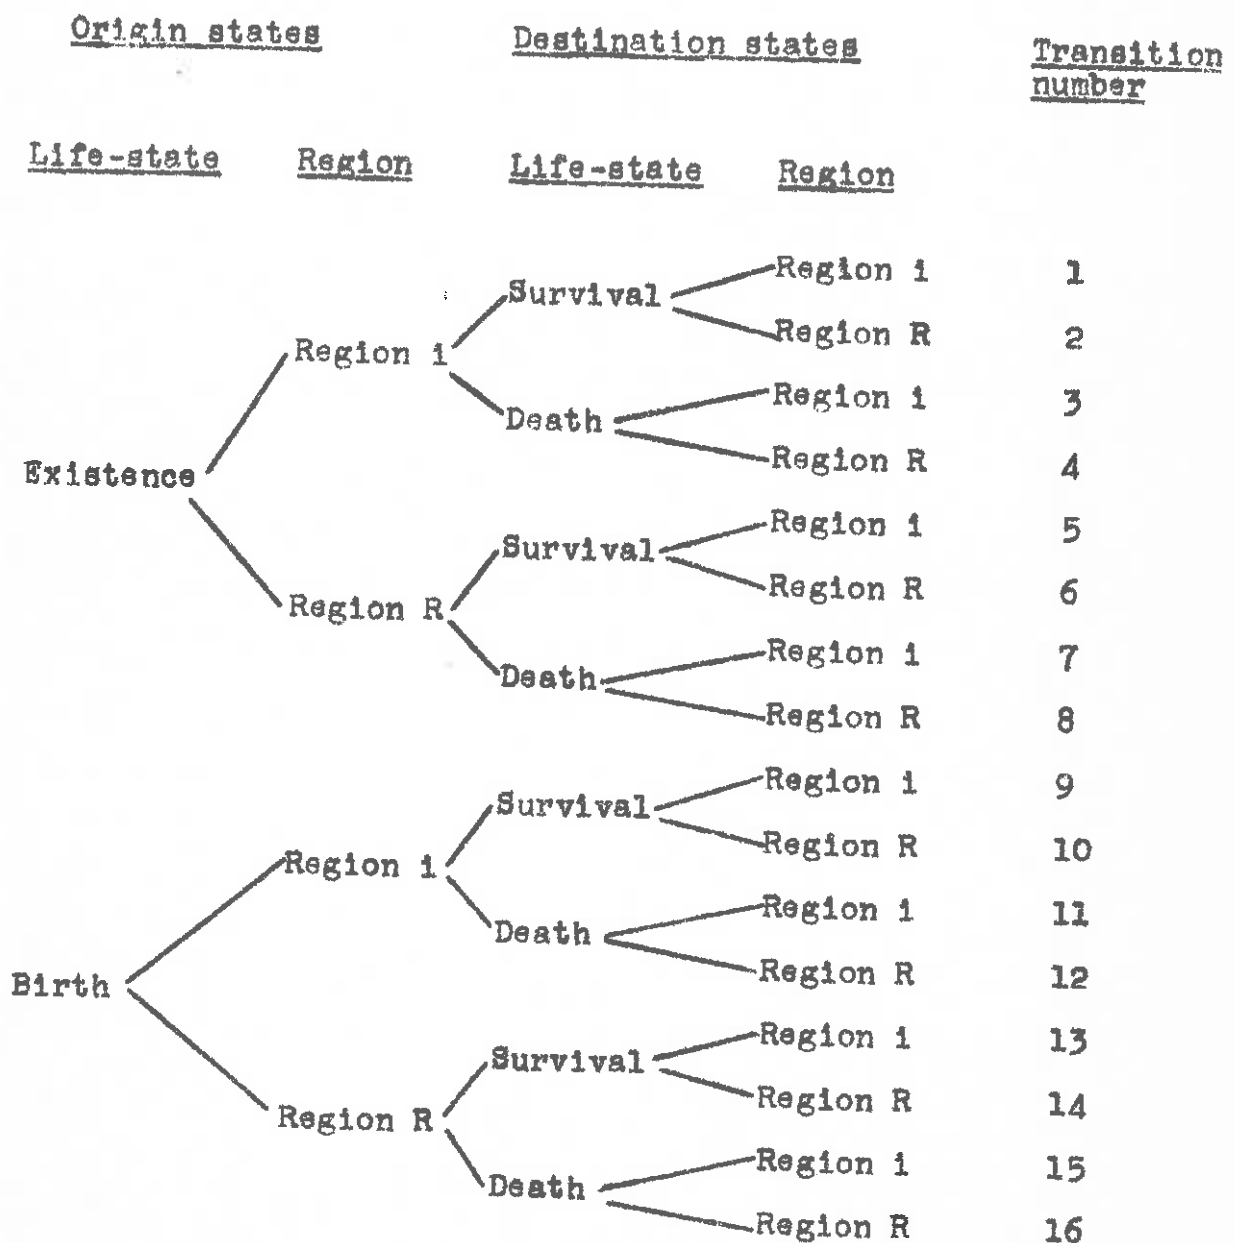 Origin states Destination states Transition number
Life-state Region Life-state Region
Region i 1
Survival
Region R 2
Region i
Region i 3
Death
Region R 4
Existence
Region i 5
Survival
Region R 6
Region R
Region i 7
Death
Region R 8
Region i 9
Survival
Region R 10
Region i
Region i 11
Death
Region R 12
Birth
Region i 13
Survival
Region R 14
Region R
Region i 15
Death
Region R 16